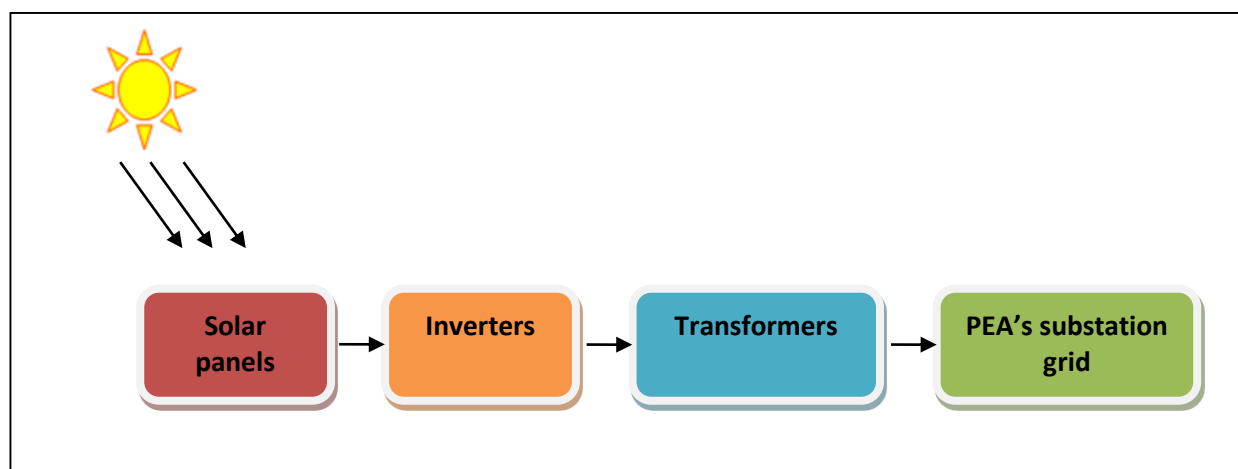 Solar
panels
Inverters
Transformers
PEA’s substation
grid